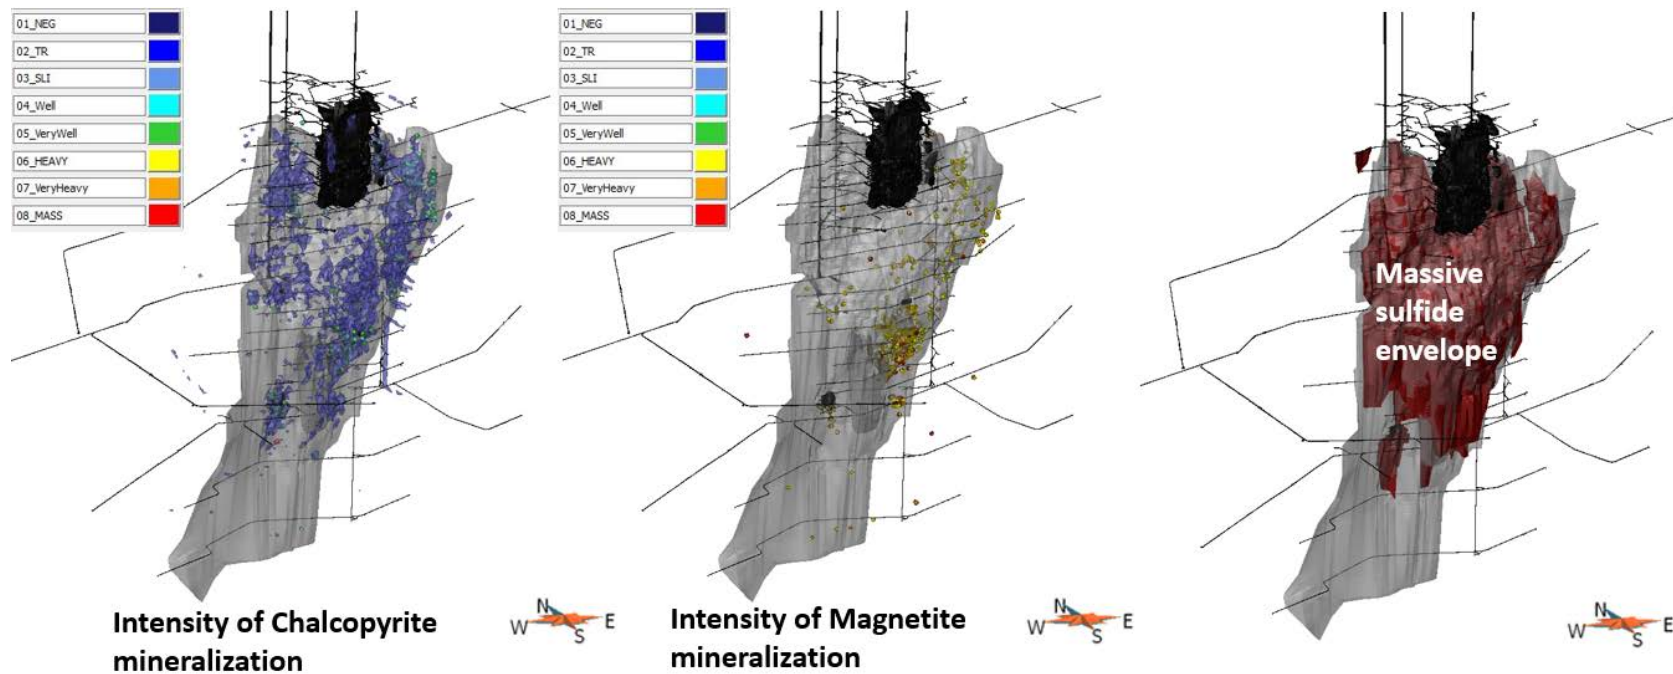 01_NEG
02_TR
03_SLI
04_Well
05_VeryWell
06_HEAVY
07_VeryHeavy
08_MASS
Intensity of Chalcopyrite
mineralization
N
W
E
S
01_NEG
02_TR
03_SLI
04_Well
05_VeryWell
06_HEAVY
07_VeryHeavy
08_MASS
Intensity of Magnetite
mineralization
N
W
E
S
Massive
sulfide
envelope
N
W
E
S